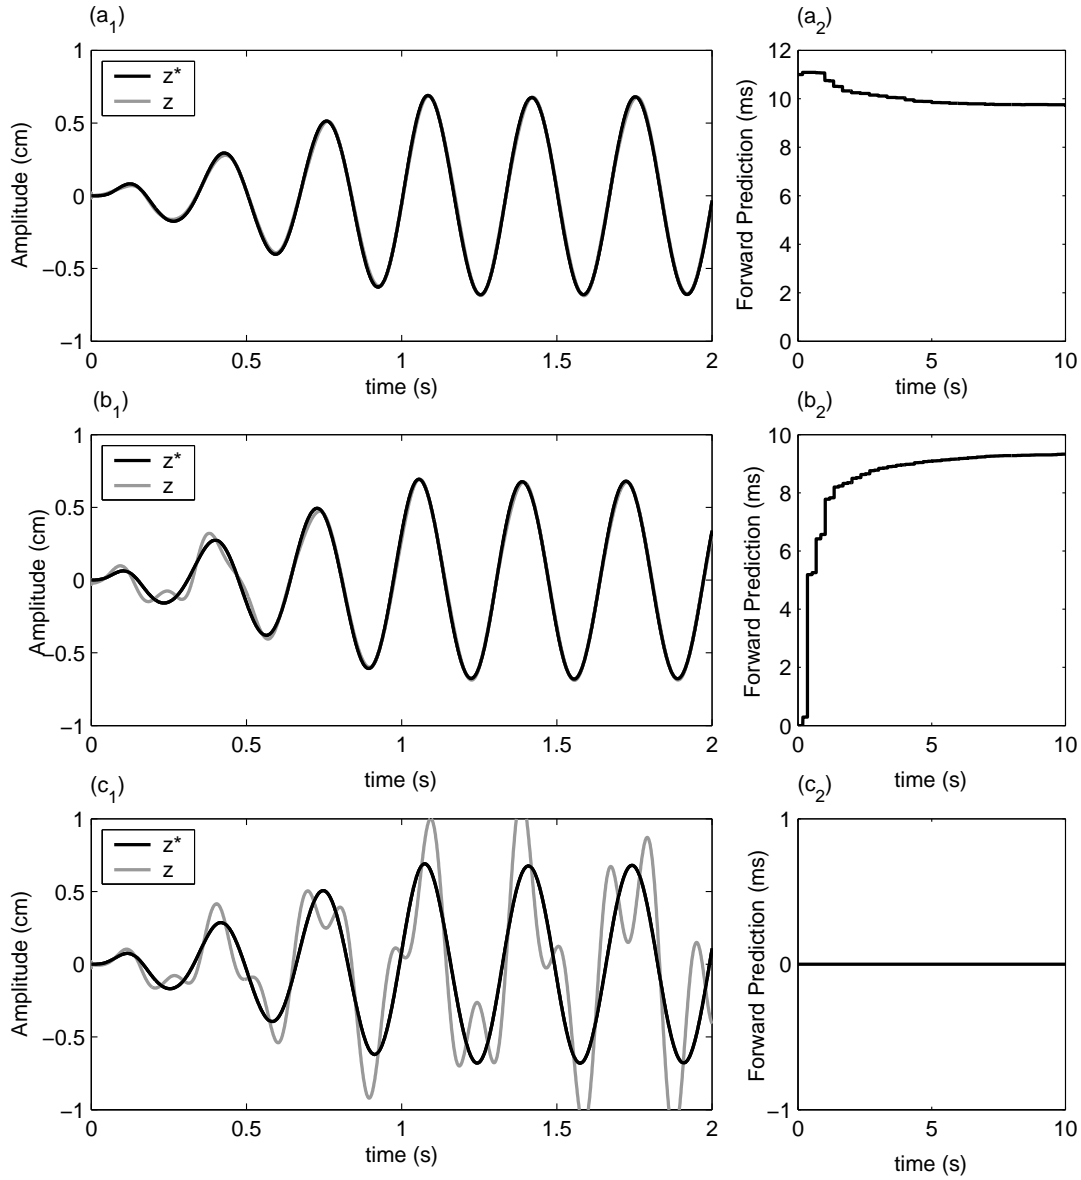 (a1)
1
0.5
0
−0.5
−1
Amplitude (cm)
z*
z
0
0.5
1
1.5
2
time (s)
(a2)
12
10
8
6
4
2
0
Forward Prediction (ms)
0
5
10
time (s)
(b1)
1
0.5
0
−0.5
−1
Amplitude (cm)
z*
z
0
0.5
1
1.5
2
time (s)
(b2)
10
8
6
4
2
0
Forward Prediction (ms)
0
5
10
time (s)
(c1)
1
0.5
0
−0.5
−1
Amplitude (cm)
z*
z
0
0.5
1
1.5
2
time (s)
(c2)
1
0
−1
Forward Prediction (ms)
0
5
10
time (s)